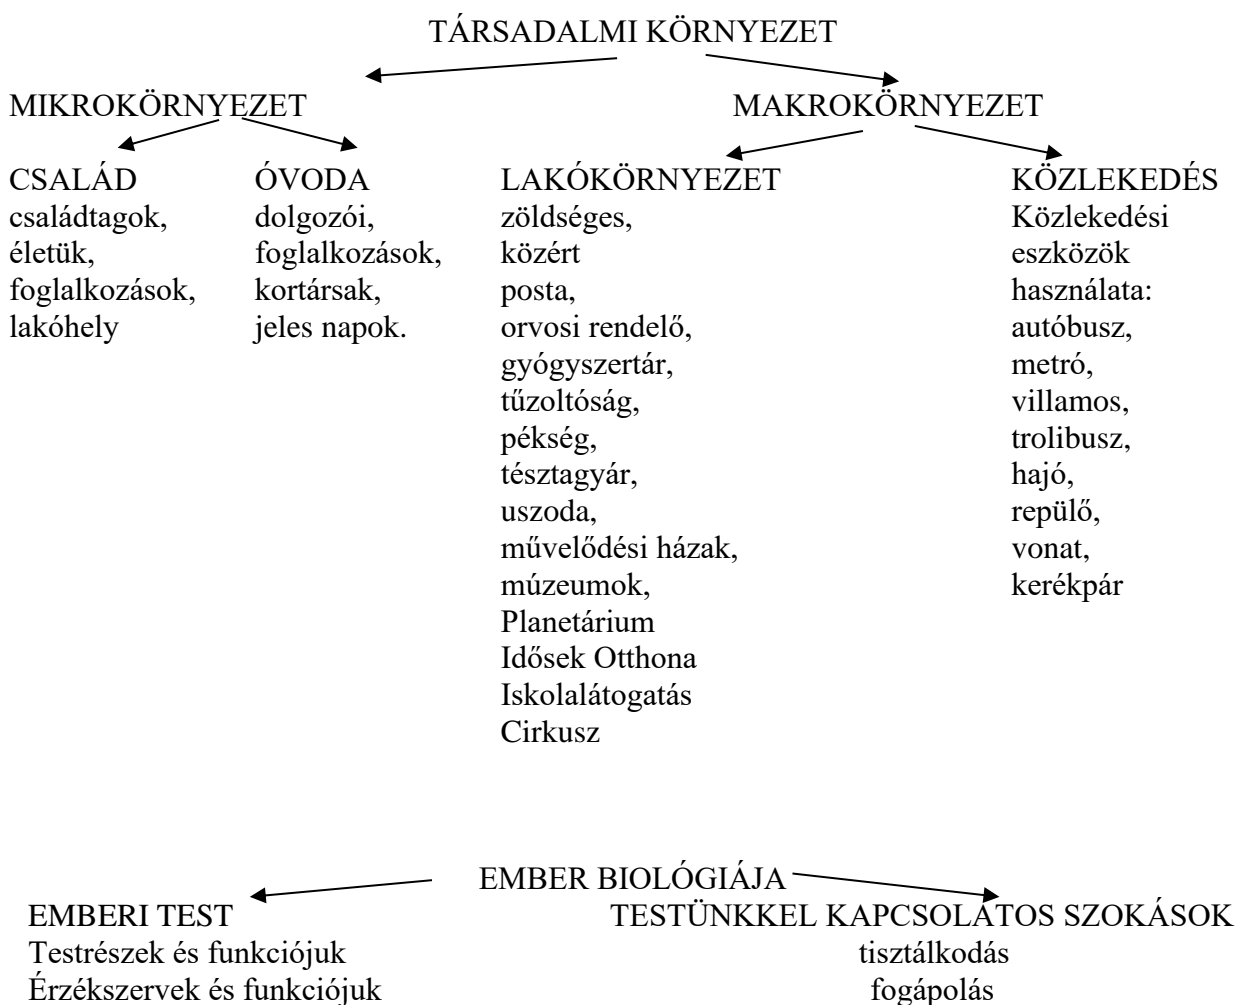 TÁRSADALMI KÖRNYEZET
MIKROKÖRNYEZET
MAKROKÖRNYEZET
CSALÁD
családtagok,
életük,
foglalkozások,
lakóhely
ÓVODA
dolgozói,
foglalkozások,
kortársak,
jeles napok.
LAKÓKÖRNYEZET
zöldséges,
közért
posta,
orvosi rendelő,
gyógyszertár,
tűzoltóság,
pékség,
tésztagyár,
uszoda,
művelődési házak,
múzeumok,
Planetárium
Idősek Otthona
Iskolalátogatás
Cirkusz
KÖZLEKEDÉS
Közlekedési
eszközök
használata:
autóbusz,
metró,
villamos,
trolibusz,
hajó,
repülő,
vonat,
kerékpár
EMBER BIOLÓGIÁJA
EMBERI TEST
Testrészek és funkciójuk
Érzékszervek és funkciójuk
TESTÜNKKEL KAPCSOLATOS SZOKÁSOK
tisztálkodás
fogápolás